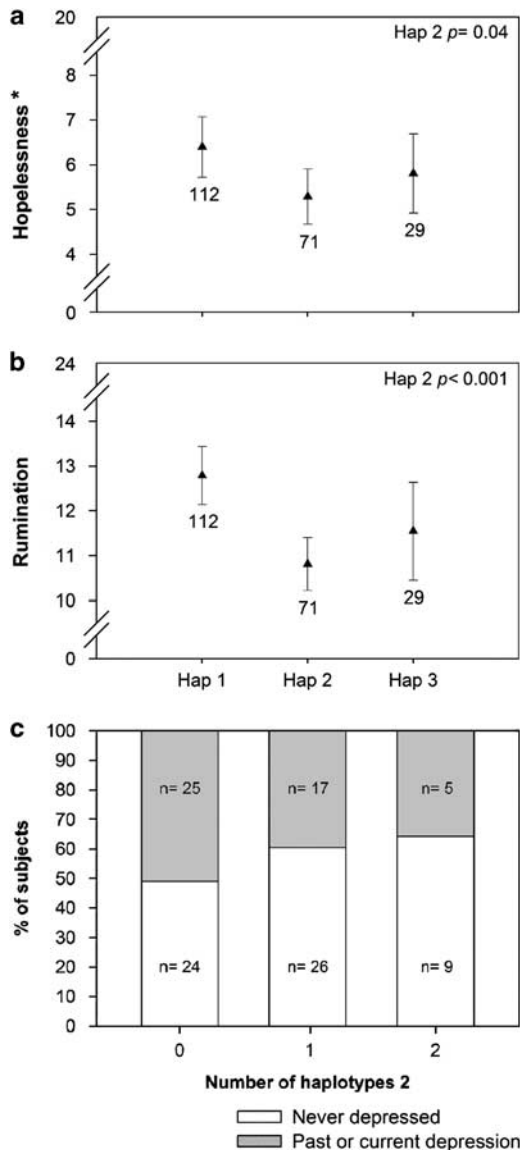 a
20
Hap 2 p= 0.04
8
7
6
5
4
0
Hopelessness *
112
71
29
b
24
Hap 2 p< 0.001
14
13
12
11
10
0
Rumination
112
71
29
Hap 1 Hap 2 Hap 3
c
100
90
80
70
60
50
40
30
20
10
0
% of subjects
n= 25 n= 17 n= 5
n= 24 n= 26 n= 9
0 1 2
Number of haplotypes 2
Never depressed
Past or current depression